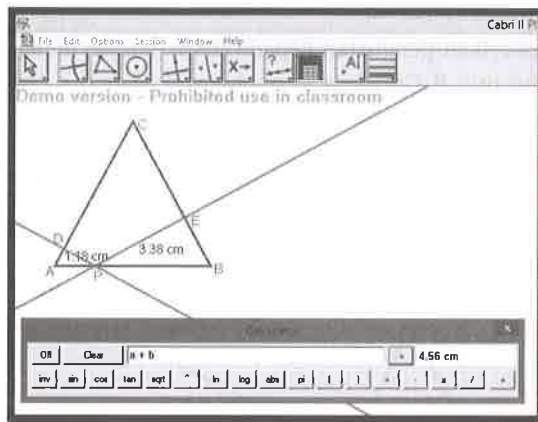 Cabri II
File Edit Options Session Window Help
Demo version - Prohibited use in classroom
C
E
D
1.18 cm 3.38 cm
A P B
Off Clear a + b 4.56 cm
inv sin cos tan sqrt ^ ln log abs pi ( ) + - x /